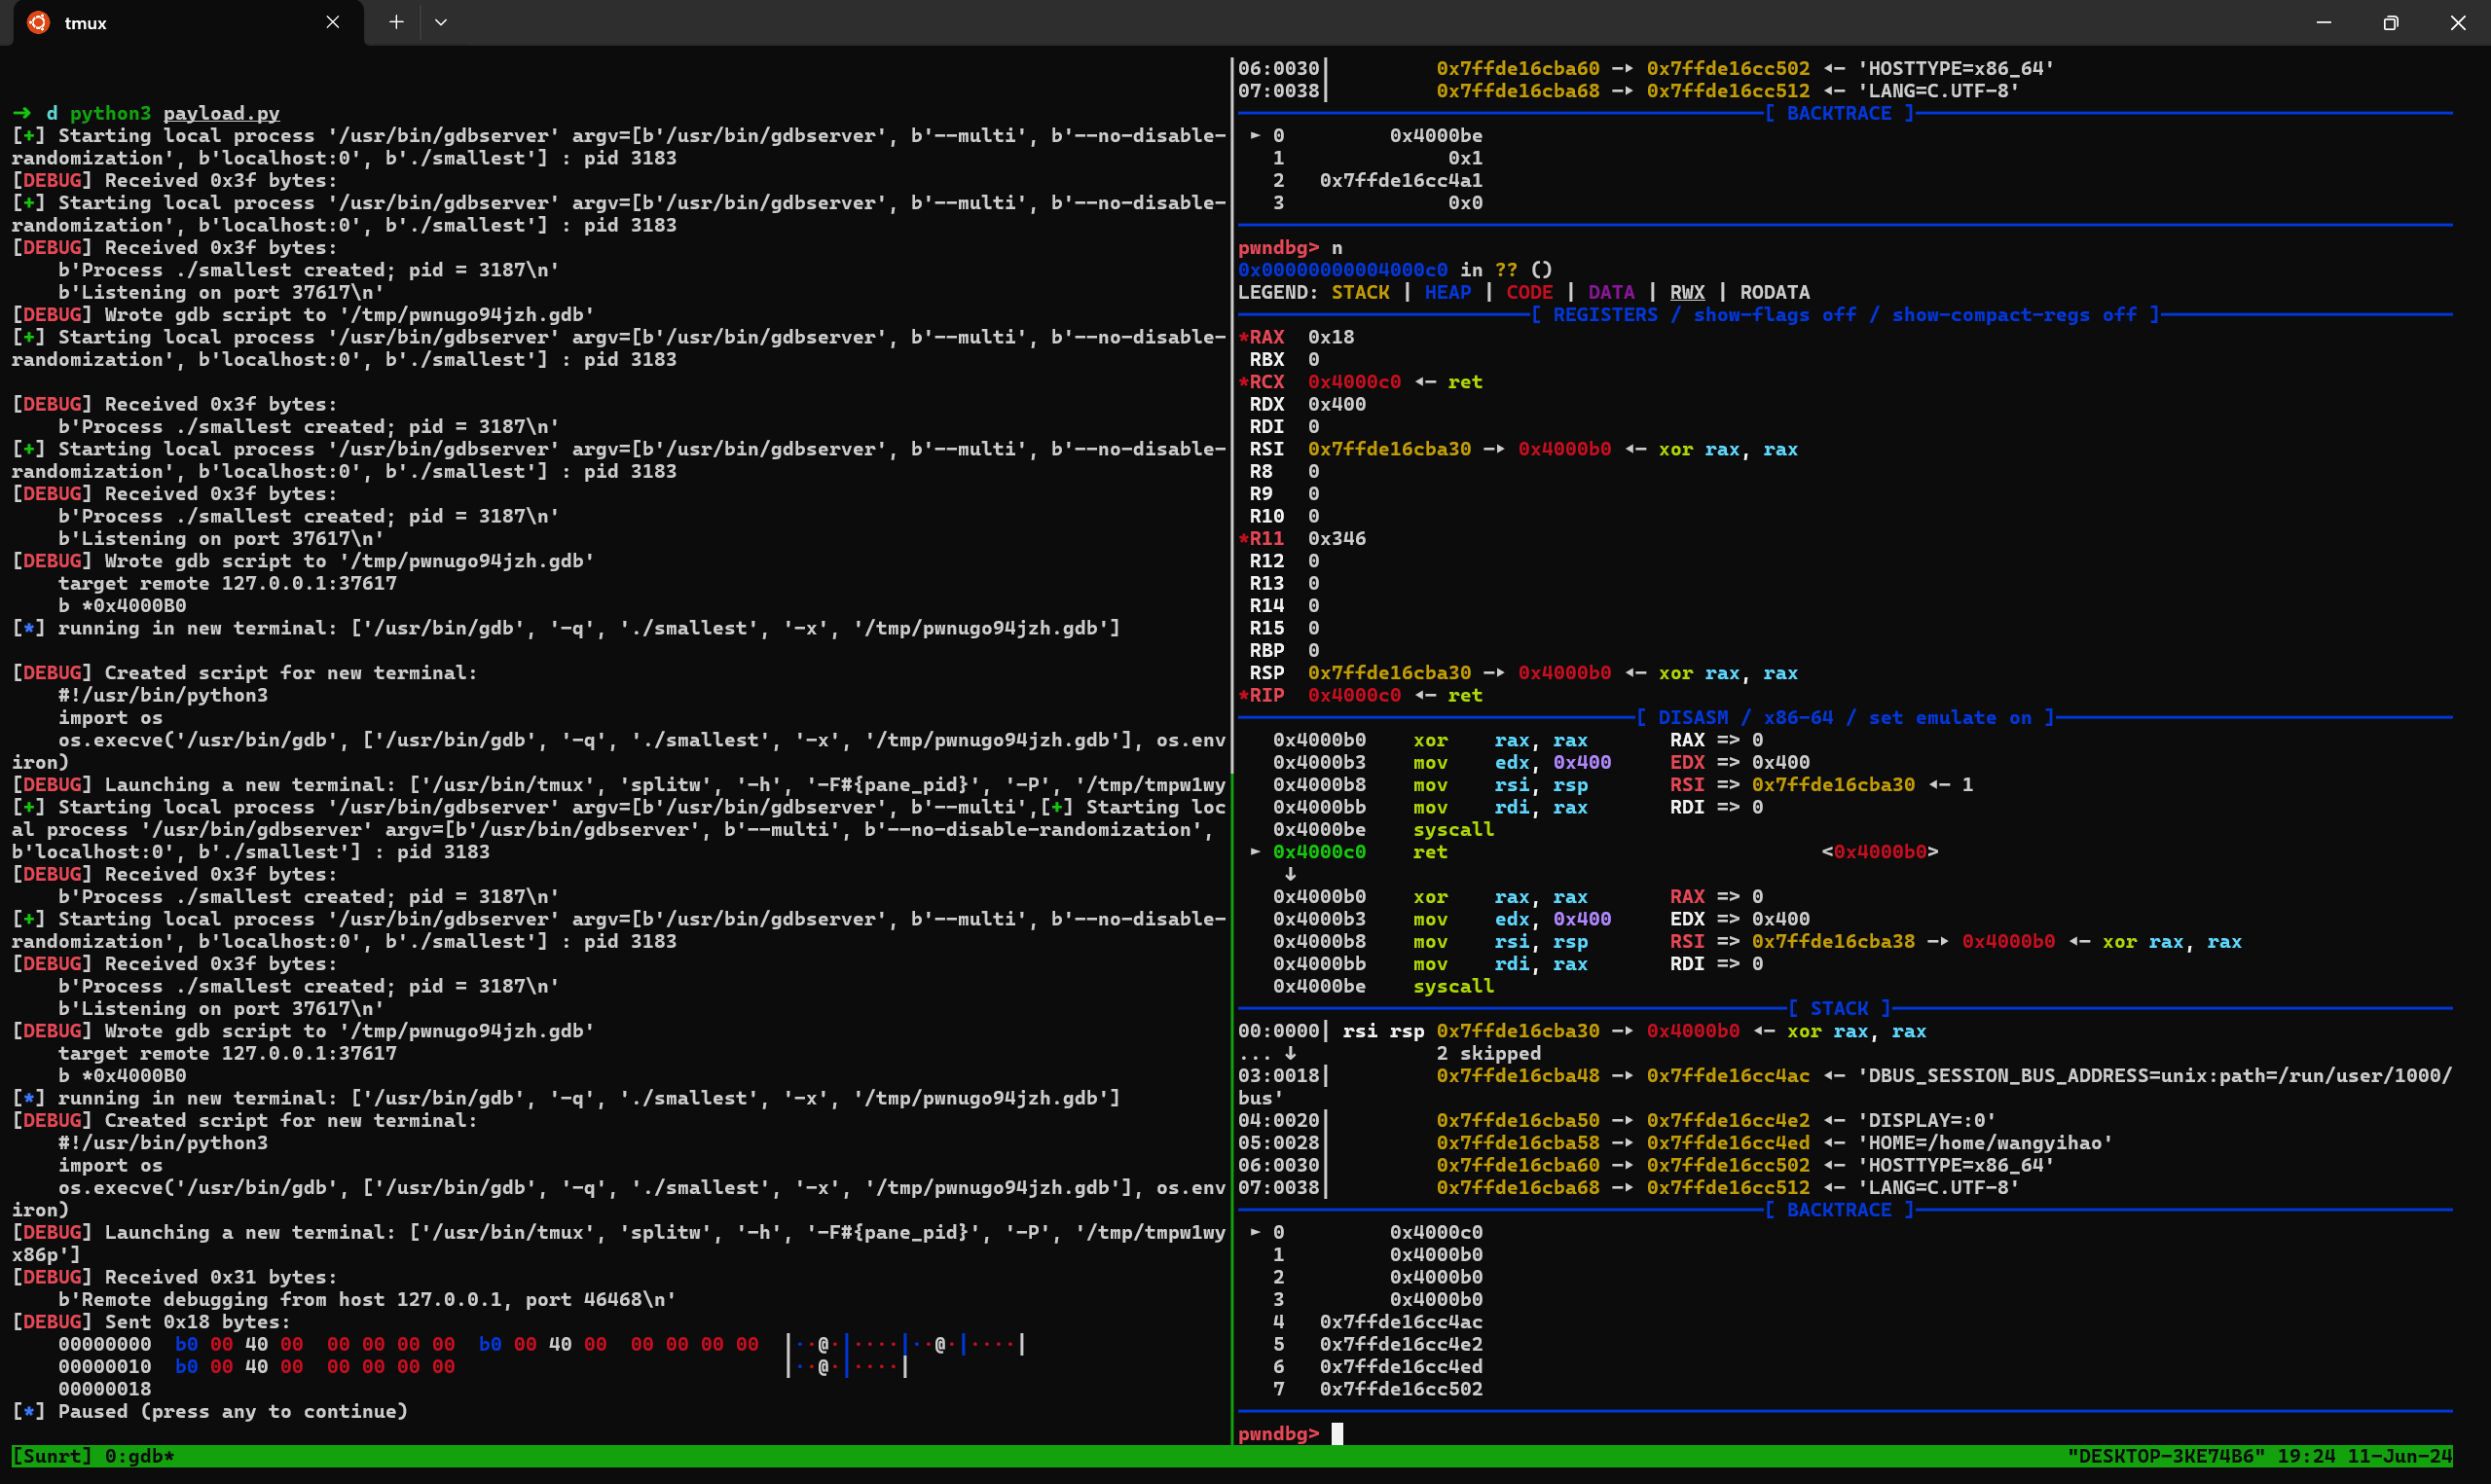 tmux
➜ d python3 payload.py
[+] Starting local process '/usr/bin/gdbserver' argv=[b'/usr/bin/gdbserver', b'--multi', b'--no-disable-
randomization', b'localhost:0', b'./smallest'] : pid 3183
[DEBUG] Received 0x3f bytes:
[+] Starting local process '/usr/bin/gdbserver' argv=[b'/usr/bin/gdbserver', b'--multi', b'--no-disable-
randomization', b'localhost:0', b'./smallest'] : pid 3183
[DEBUG] Received 0x3f bytes:
b'Process ./smallest created; pid = 3187\n'
b'Listening on port 37617\n'
[DEBUG] Wrote gdb script to '/tmp/pwnugo94jzh.gdb'
[+] Starting local process '/usr/bin/gdbserver' argv=[b'/usr/bin/gdbserver', b'--multi', b'--no-disable-
randomization', b'localhost:0', b'./smallest'] : pid 3183
[DEBUG] Received 0x3f bytes:
b'Process ./smallest created; pid = 3187\n'
[+] Starting local process '/usr/bin/gdbserver' argv=[b'/usr/bin/gdbserver', b'--multi', b'--no-disable-
randomization', b'localhost:0', b'./smallest'] : pid 3183
[DEBUG] Received 0x3f bytes:
b'Process ./smallest created; pid = 3187\n'
b'Listening on port 37617\n'
[DEBUG] Wrote gdb script to '/tmp/pwnugo94jzh.gdb'
target remote 127.0.0.1:37617
b *0x4000B0
[*] running in new terminal: ['/usr/bin/gdb', '-q', './smallest', '-x', '/tmp/pwnugo94jzh.gdb']
[DEBUG] Created script for new terminal:
#!/usr/bin/python3
import os
os.execve('/usr/bin/gdb', ['/usr/bin/gdb', '-q', './smallest', '-x', '/tmp/pwnugo94jzh.gdb'], os.env
iron)
[DEBUG] Launching a new terminal: ['/usr/bin/tmux', 'splitw', '-h', '-F#{pane_pid}', '-P', '/tmp/tmpw1wy
[+] Starting local process '/usr/bin/gdbserver' argv=[b'/usr/bin/gdbserver', b'--multi',[+] Starting loc
al process '/usr/bin/gdbserver' argv=[b'/usr/bin/gdbserver', b'--multi', b'--no-disable-randomization',
b'localhost:0', b'./smallest'] : pid 3183
[DEBUG] Received 0x3f bytes:
b'Process ./smallest created; pid = 3187\n'
[+] Starting local process '/usr/bin/gdbserver' argv=[b'/usr/bin/gdbserver', b'--multi', b'--no-disable-
randomization', b'localhost:0', b'./smallest'] : pid 3183
[DEBUG] Received 0x3f bytes:
b'Process ./smallest created; pid = 3187\n'
b'Listening on port 37617\n'
[DEBUG] Wrote gdb script to '/tmp/pwnugo94jzh.gdb'
target remote 127.0.0.1:37617
b *0x4000B0
[*] running in new terminal: ['/usr/bin/gdb', '-q', './smallest', '-x', '/tmp/pwnugo94jzh.gdb']
[DEBUG] Created script for new terminal:
#!/usr/bin/python3
import os
os.execve('/usr/bin/gdb', ['/usr/bin/gdb', '-q', './smallest', '-x', '/tmp/pwnugo94jzh.gdb'], os.env
iron)
[DEBUG] Launching a new terminal: ['/usr/bin/tmux', 'splitw', '-h', '-F#{pane_pid}', '-P', '/tmp/tmpw1wy
x86p']
[DEBUG] Received 0x31 bytes:
b'Remote debugging from host 127.0.0.1, port 46468\n'
[DEBUG] Sent 0x18 bytes:
00000000 b0 00 40 00 00 00 00 00 b0 00 40 00 00 00 00 00 │··@·│····│··@·│····│
00000010 b0 00 40 00 00 00 00 00 │··@·│····│
00000018
[*] Paused (press any to continue)
06:0030│ 0x7ffde16cba60 —▸ 0x7ffde16cc502 ◂— 'HOSTTYPE=x86_64'
07:0038│ 0x7ffde16cba68 —▸ 0x7ffde16cc512 ◂— 'LANG=C.UTF-8'
[ BACKTRACE ]
► 0 0x4000be
1 0x1
2 0x7ffde16cc4a1
3 0x0
pwndbg> n
0x00000000004000c0 in ?? ()
LEGEND: STACK | HEAP | CODE | DATA | RWX | RODATA
[ REGISTERS / show-flags off / show-compact-regs off ]
*RAX 0x18
RBX 0
*RCX 0x4000c0 ◂— ret
RDX 0x400
RDI 0
RSI 0x7ffde16cba30 —▸ 0x4000b0 ◂— xor rax, rax
R8 0
R9 0
R10 0
*R11 0x346
R12 0
R13 0
R14 0
R15 0
RBP 0
RSP 0x7ffde16cba30 —▸ 0x4000b0 ◂— xor rax, rax
*RIP 0x4000c0 ◂— ret
[ DISASM / x86-64 / set emulate on ]
0x4000b0 xor rax, rax RAX => 0
0x4000b3 mov edx, 0x400 EDX => 0x400
0x4000b8 mov rsi, rsp RSI => 0x7ffde16cba30 ◂— 1
0x4000bb mov rdi, rax RDI => 0
0x4000be syscall
► 0x4000c0 ret <0x4000b0>
↓
0x4000b0 xor rax, rax RAX => 0
0x4000b3 mov edx, 0x400 EDX => 0x400
0x4000b8 mov rsi, rsp RSI => 0x7ffde16cba38 —▸ 0x4000b0 ◂— xor rax, rax
0x4000bb mov rdi, rax RDI => 0
0x4000be syscall
[ STACK ]
00:0000│ rsi rsp 0x7ffde16cba30 —▸ 0x4000b0 ◂— xor rax, rax
... ↓ 2 skipped
03:0018│ 0x7ffde16cba48 —▸ 0x7ffde16cc4ac ◂— 'DBUS_SESSION_BUS_ADDRESS=unix:path=/run/user/1000/
bus'
04:0020│ 0x7ffde16cba50 —▸ 0x7ffde16cc4e2 ◂— 'DISPLAY=:0'
05:0028│ 0x7ffde16cba58 —▸ 0x7ffde16cc4ed ◂— 'HOME=/home/wangyihao'
06:0030│ 0x7ffde16cba60 —▸ 0x7ffde16cc502 ◂— 'HOSTTYPE=x86_64'
07:0038│ 0x7ffde16cba68 —▸ 0x7ffde16cc512 ◂— 'LANG=C.UTF-8'
[ BACKTRACE ]
► 0 0x4000c0
1 0x4000b0
2 0x4000b0
3 0x4000b0
4 0x7ffde16cc4ac
5 0x7ffde16cc4e2
6 0x7ffde16cc4ed
7 0x7ffde16cc502
pwndbg>
[Sunrt] 0:gdb* "DESKTOP-3KE74B6" 19:24 11-Jun-24